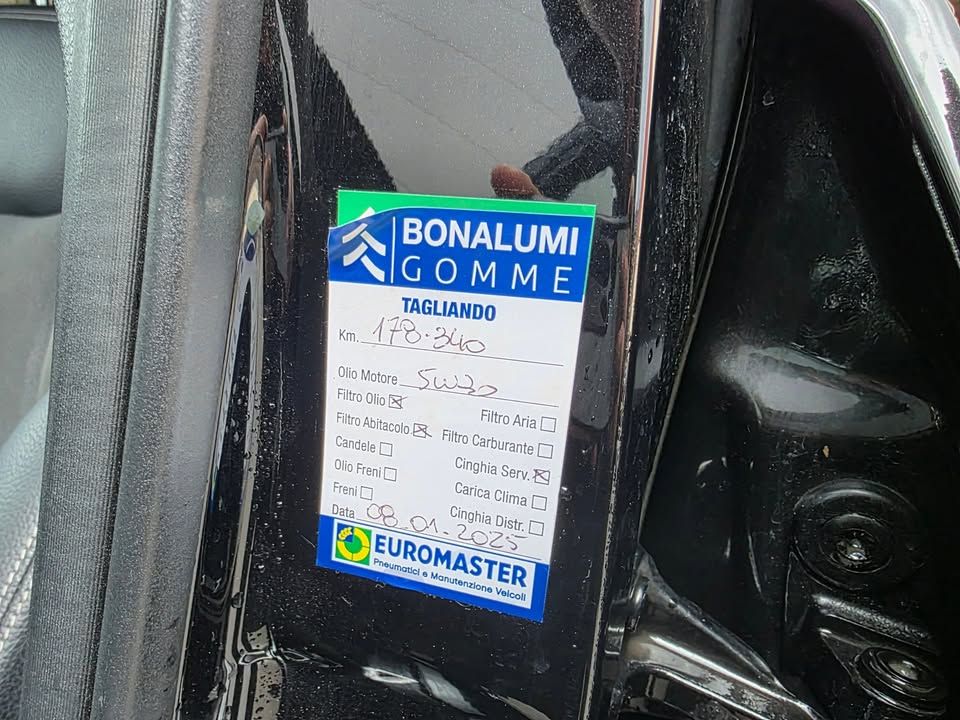 BONALUMI
GOMME
TAGLIANDO
Km. 178.340
Olio Motore 5W30
Filtro Olio
Filtro Aria
Filtro Abitacolo
Filtro Carburante
Candele
Cinghia Serv.
Olio Freni
Carica Clima
Freni
Cinghia Distr.
Data 08.01.2025
EUROMASTER
Pneumatici e Manutenzione Veicoli